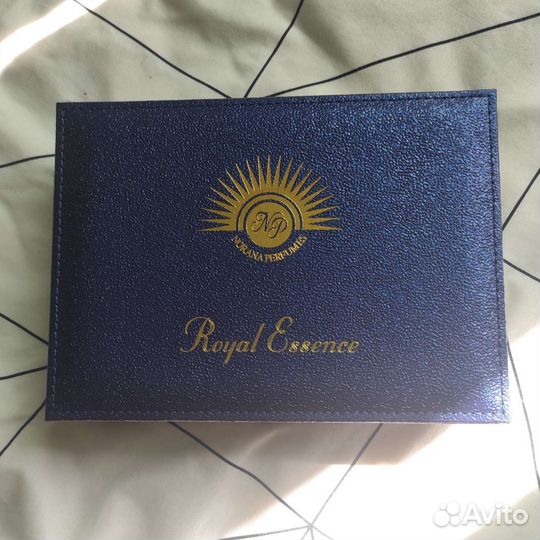 NP
NORANA PERFUMES
Royal Essence
Avito